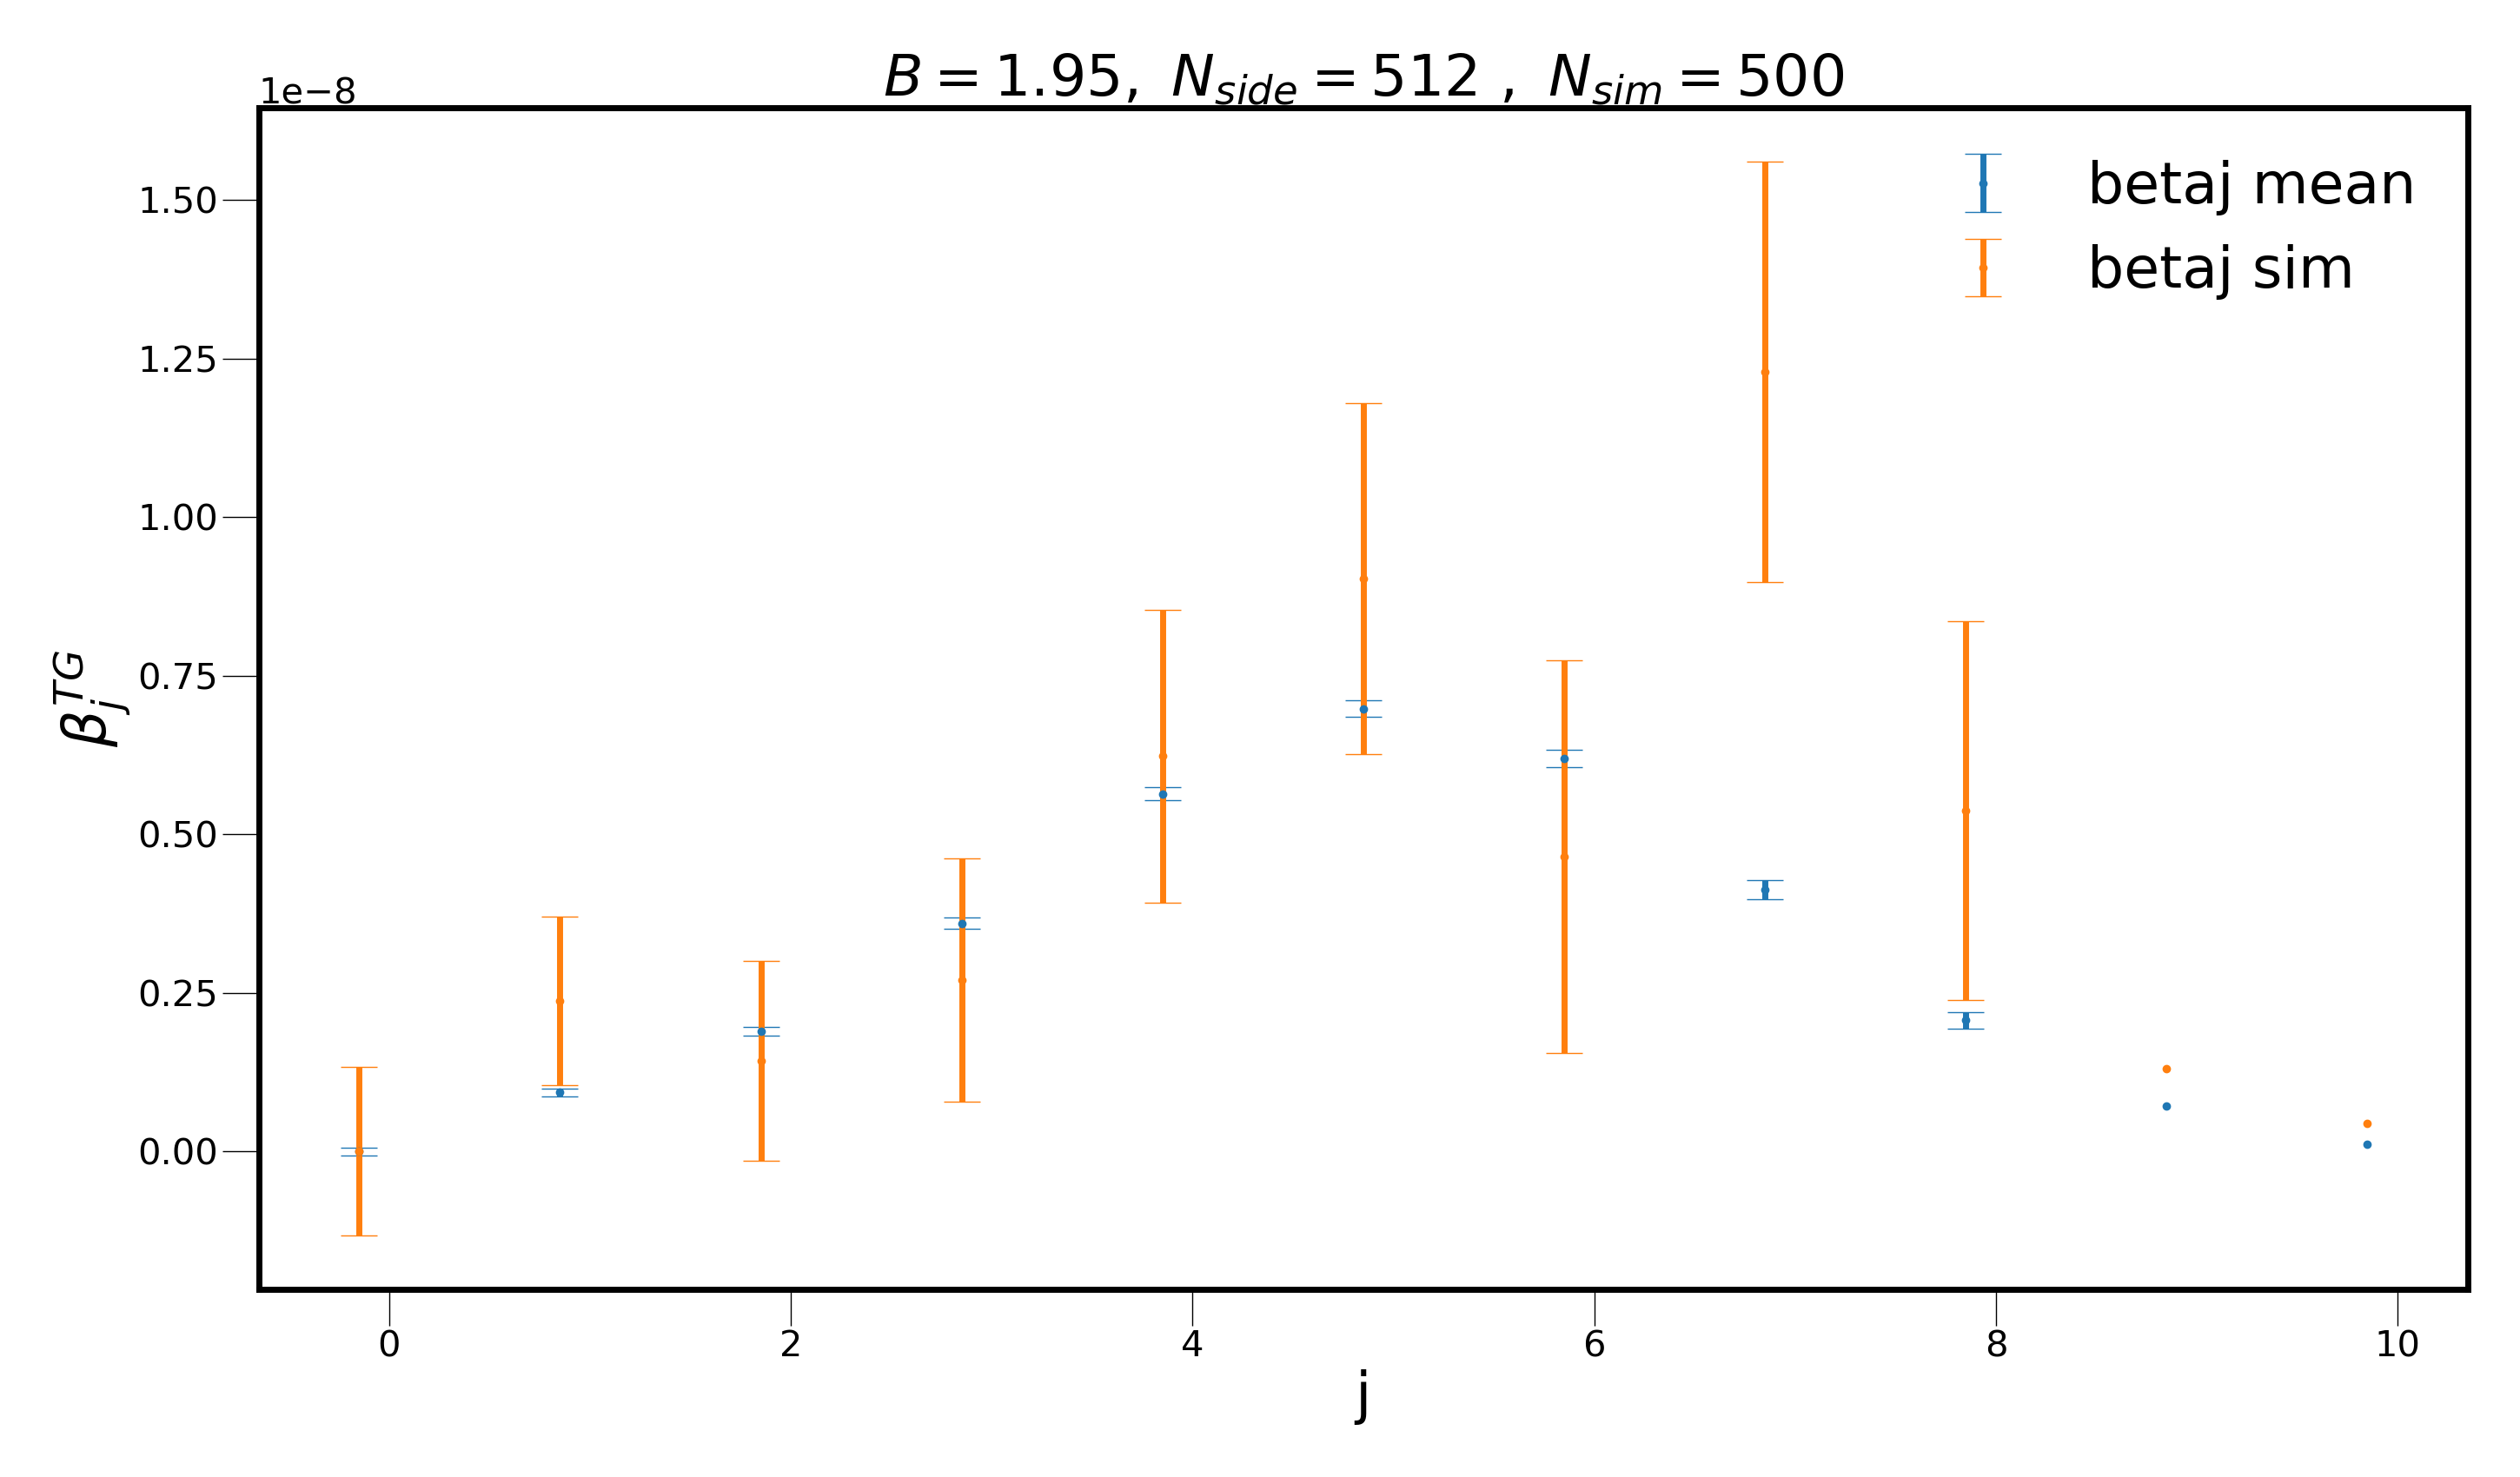 B = 1.95, N_side = 512 , N_sim = 500
1e−8
1.50
1.25
1.00
0.75
0.50
0.25
0.00
β_j^TG
betaj mean
betaj sim
0 2 4 6 8 10
j